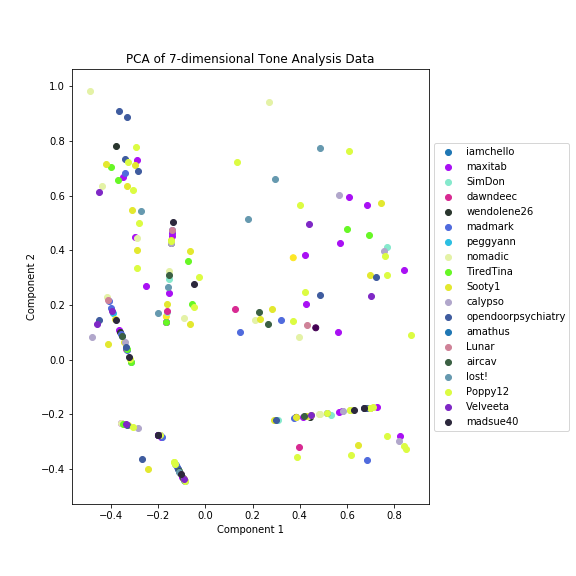 PCA of 7-dimensional Tone Analysis Data
1.0
0.8
0.6
0.4
0.2
0.0
−0.2
−0.4
Component 2
−0.4 −0.2 0.0 0.2 0.4 0.6 0.8
Component 1
iamchello
maxitab
SimDon
dawndeec
wendolene26
madmark
peggyann
nomadic
TiredTina
Sooty1
calypso
opendoorpsychiatry
amathus
Lunar
aircav
lost!
Poppy12
Velveeta
madsue40